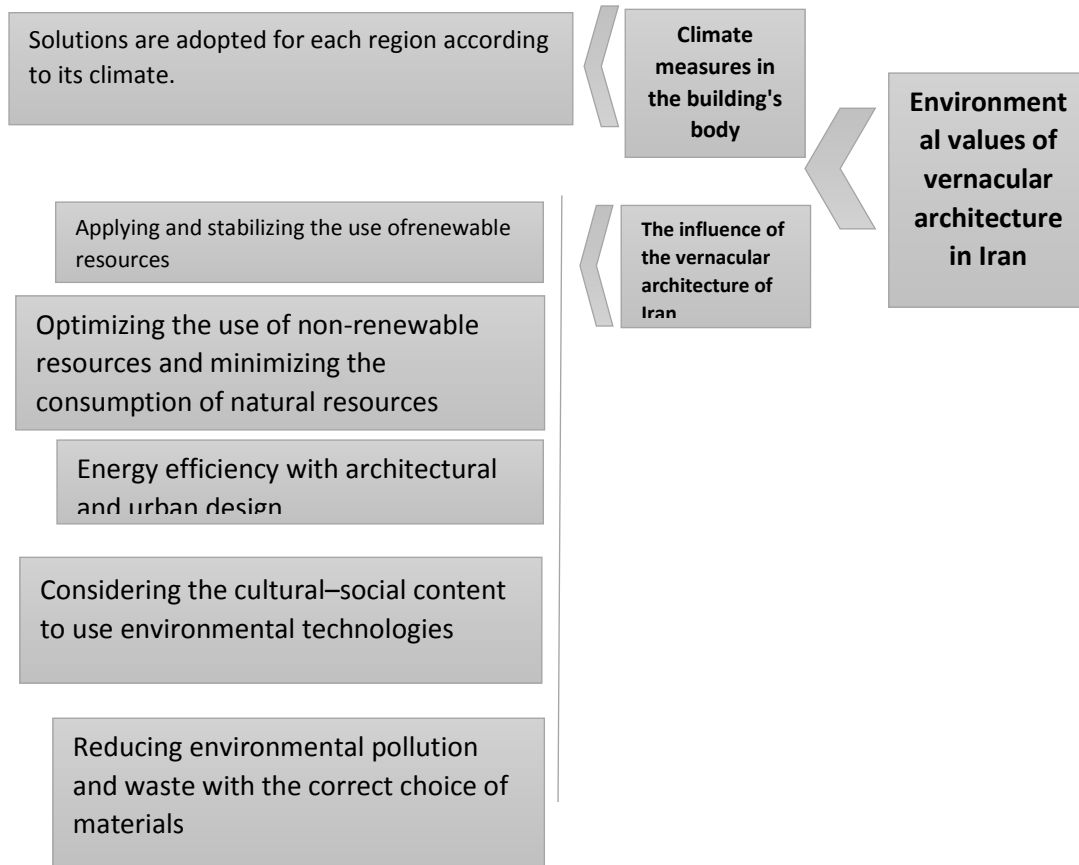 Solutions are adopted for each region according
to its climate.
Climate
measures in
the building's
body
Environment
al values of
vernacular
architecture
in Iran
Applying and stabilizing the use ofrenewable
resources
The influence of
the vernacular
architecture of
Iran
Optimizing the use of non-renewable
resources and minimizing the
consumption of natural resources
Energy efficiency with architectural
and urban design
Considering the cultural–social content
to use environmental technologies
Reducing environmental pollution
and waste with the correct choice of
materials